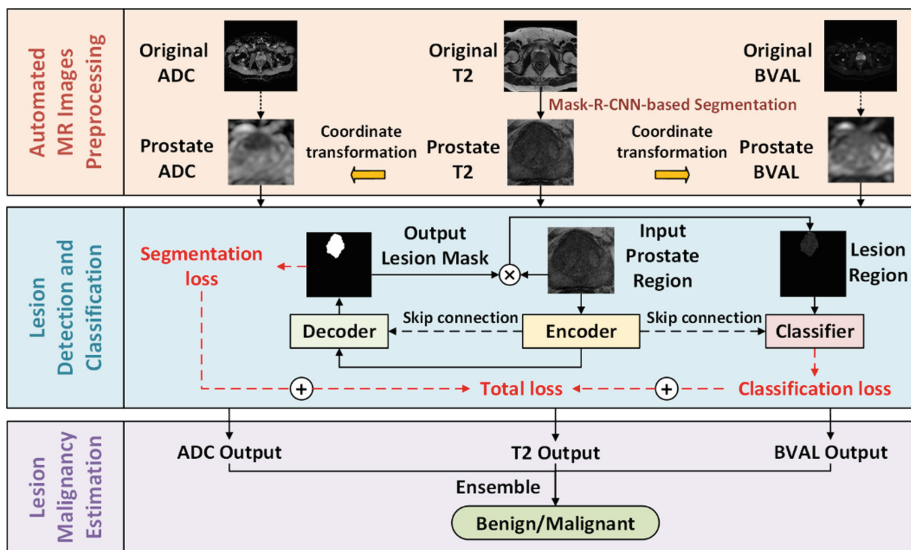 Automated
MR Images
Preprocessing
Original
ADC
Original
T2
Original
BVAL
Mask-R-CNN-based Segmentation
Prostate
ADC
Coordinate
transformation
Prostate
T2
Coordinate
transformation
Prostate
BVAL
Lesion
Detection and
Classification
Segmentation
loss
Output
Lesion Mask
Input
Prostate
Region
Lesion
Region
Decoder
Skip connection
Encoder
Skip connection
Classifier
Total loss
Classification loss
Lesion
Malignancy
Estimation
ADC Output
T2 Output
BVAL Output
Ensemble
Benign/Malignant